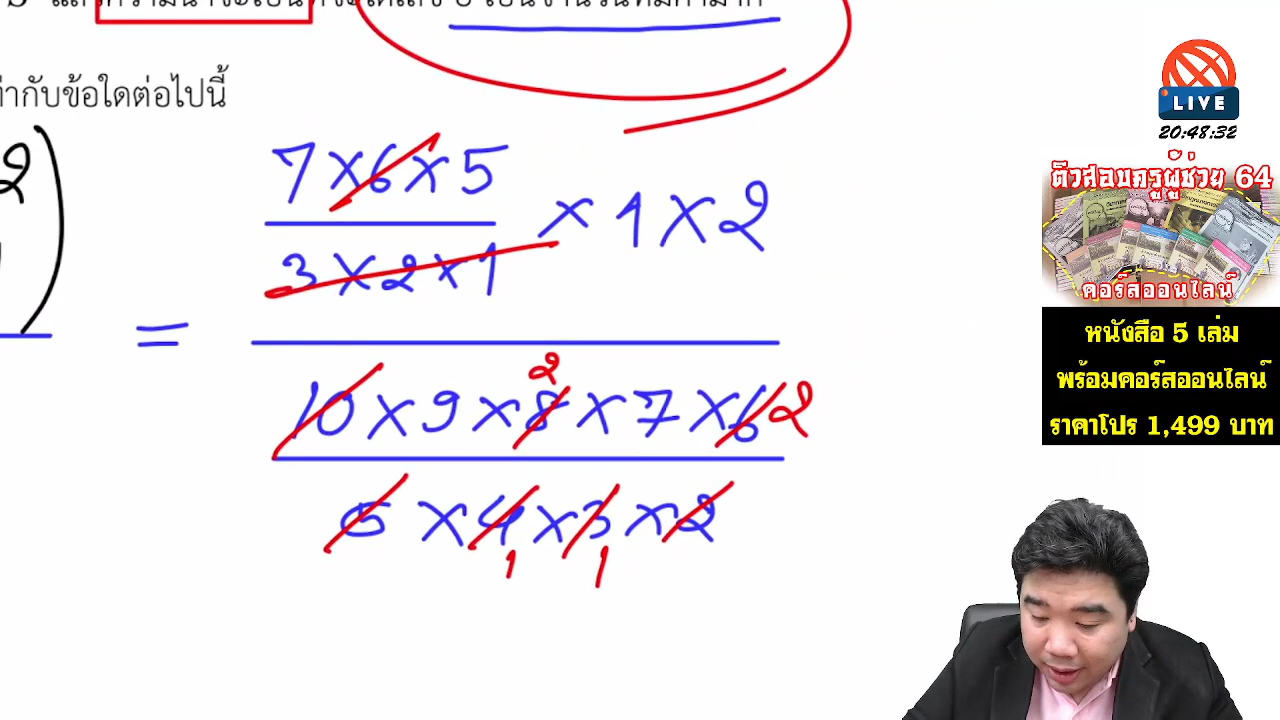 ท่ากับข้อใดต่อไปนี้
2
7 × 6 × 5
× 1 × 2
3 × 2 × 1
=
2
10 × 9 × 8 × 7 × 6 2
5 × 4 × 3 × 2
1 1
LIVE
20:48:32
ติวสอบครูผู้ช่วย 64
คอร์สออนไลน์
หนังสือ 5 เล่ม
พร้อมคอร์สออนไลน์
ราคาโปร 1,499 บาท